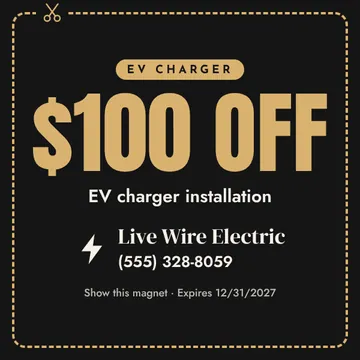 EV CHARGER
$100 OFF
EV charger installation
Live Wire Electric
(555) 328-8059
Show this magnet · Expires 12/31/2027